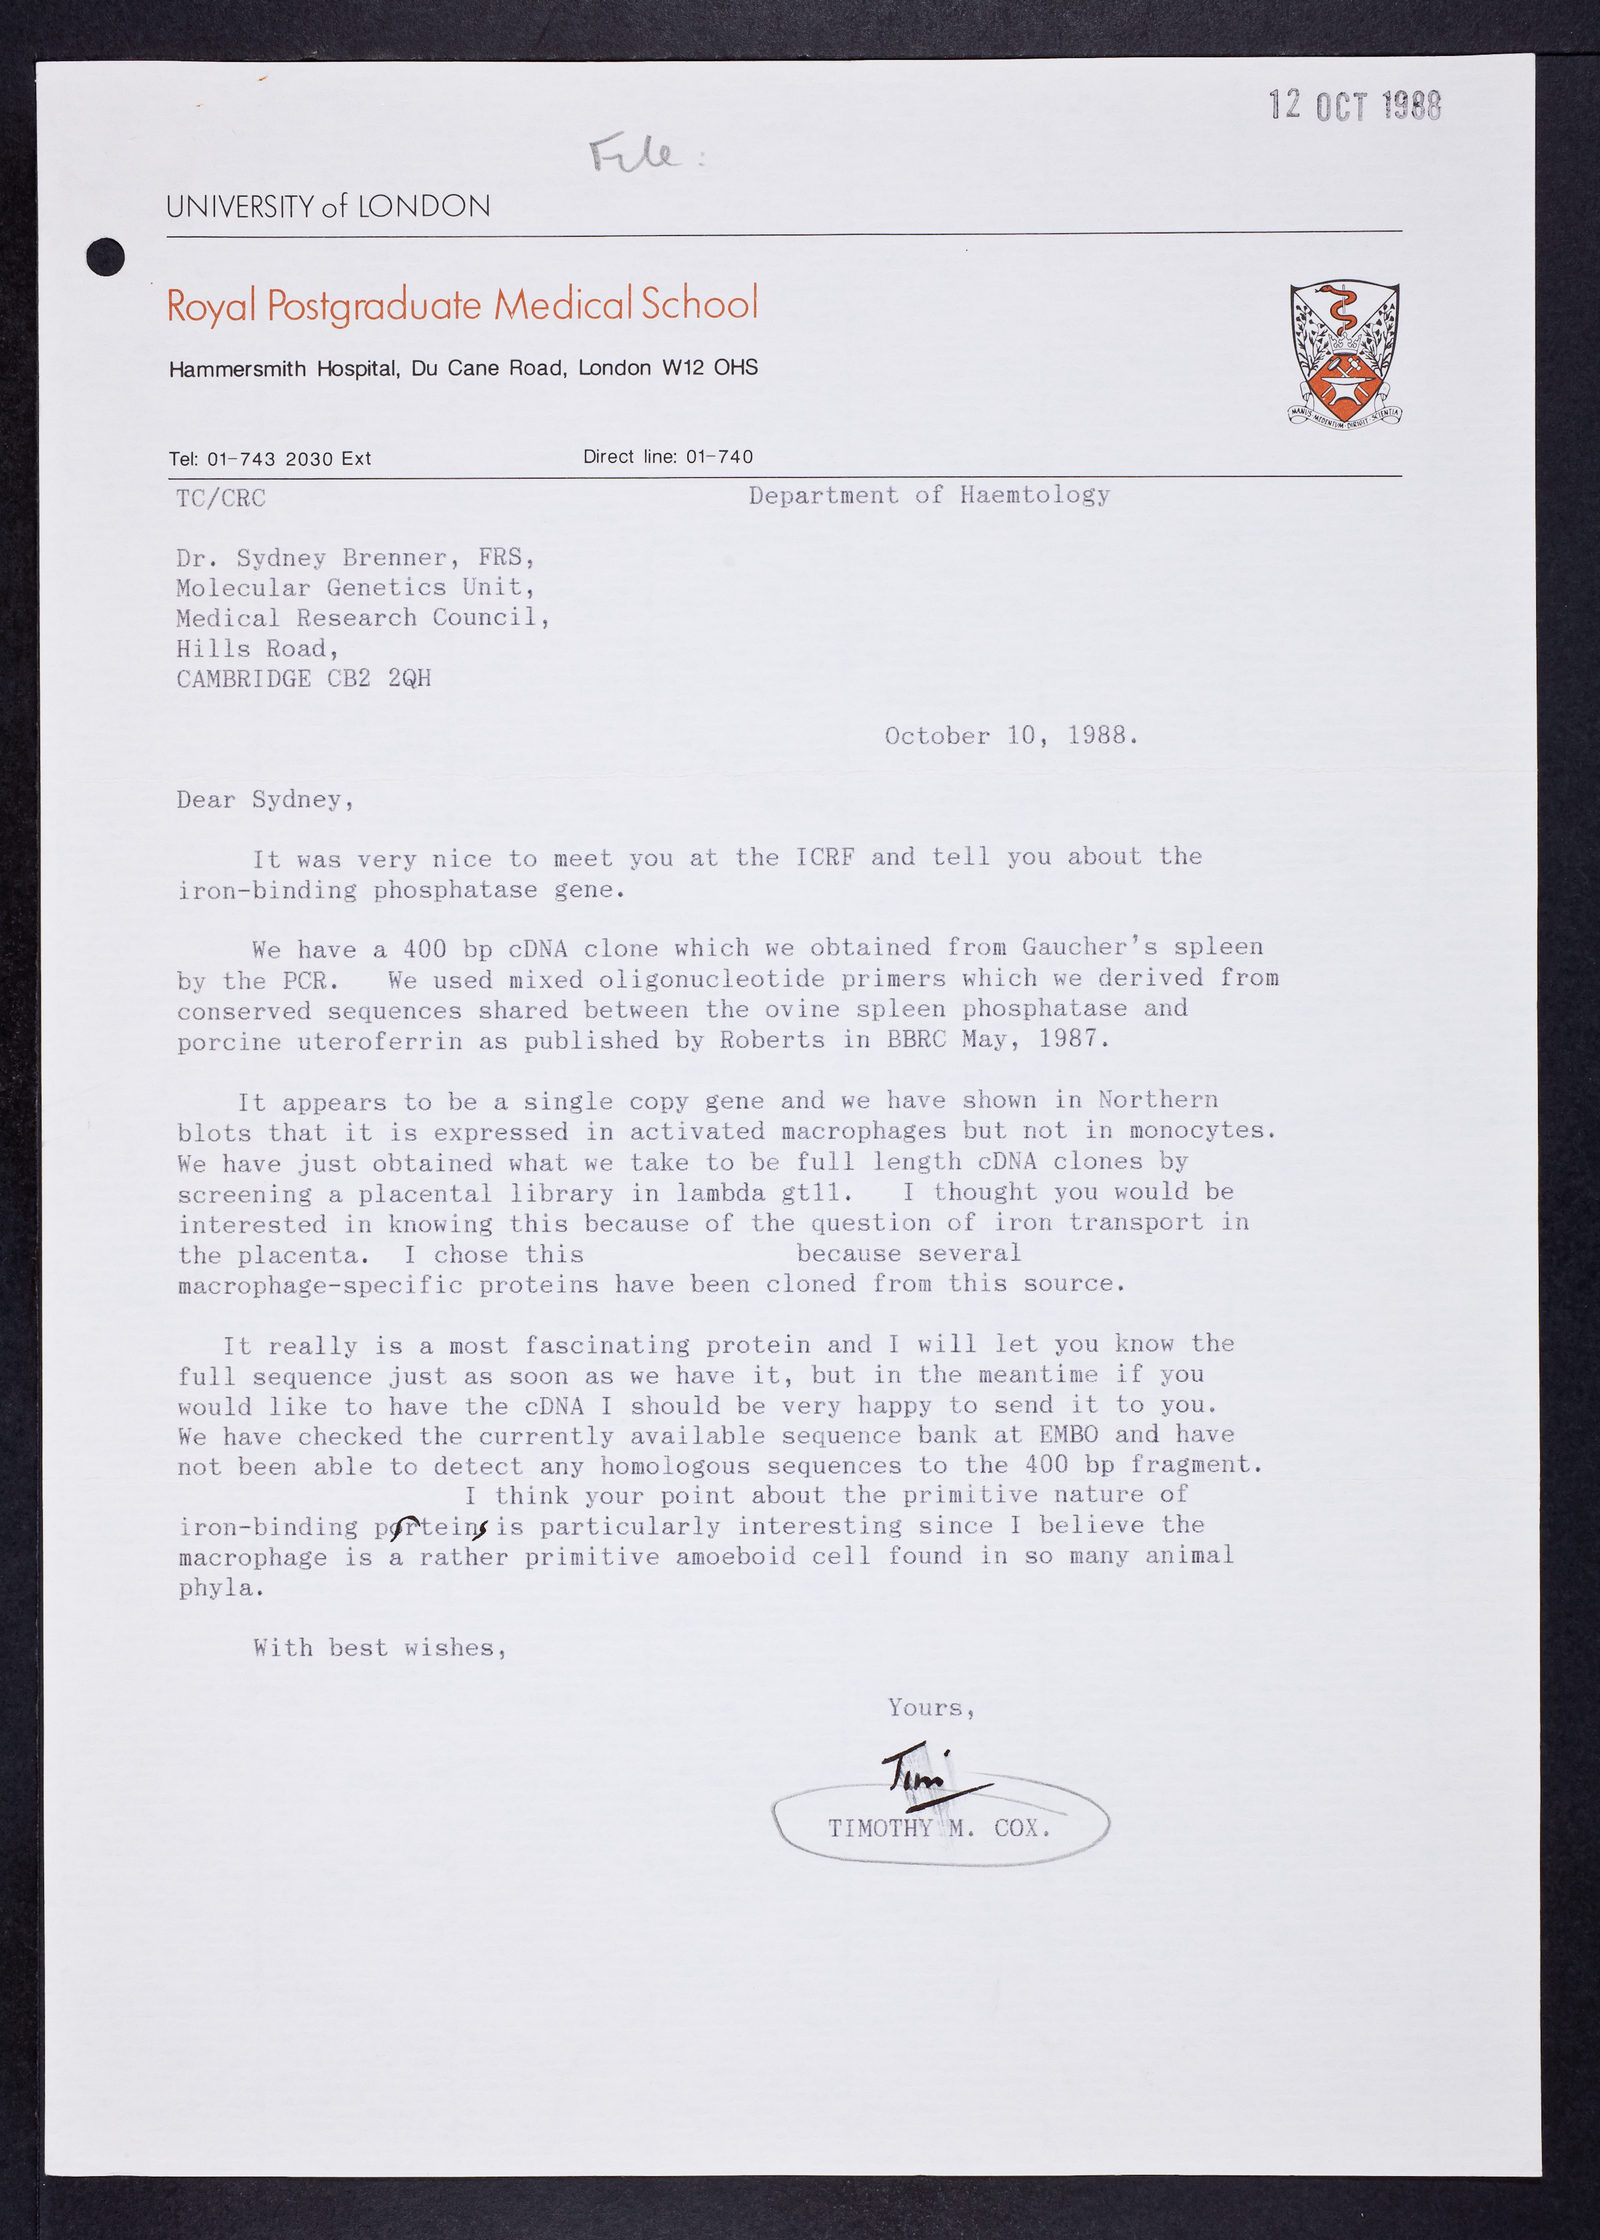 12 OCT 1988
File:
UNIVERSITY of LONDON
Royal Postgraduate Medical School
Hammersmith Hospital, Du Cane Road, London W12 OHS
MANUS MEDENTUM DIRIGIT SCIENTIA
Tel: 01-743 2030 Ext Direct line: 01-740
TC/CRC Department of Haemtology
Dr. Sydney Brenner, FRS,
Molecular Genetics Unit,
Medical Research Council,
Hills Road,
CAMBRIDGE CB2 2QH
October 10, 1988.
Dear Sydney,
It was very nice to meet you at the ICRF and tell you about the
iron-binding phosphatase gene.
We have a 400 bp cDNA clone which we obtained from Gaucher's spleen
by the PCR. We used mixed oligonucleotide primers which we derived from
conserved sequences shared between the ovine spleen phosphatase and
porcine uteroferrin as published by Roberts in BBRC May, 1987.
It appears to be a single copy gene and we have shown in Northern
blots that it is expressed in activated macrophages but not in monocytes.
We have just obtained what we take to be full length cDNA clones by
screening a placental library in lambda gt11. I thought you would be
interested in knowing this because of the question of iron transport in
the placenta. I chose this because several
macrophage-specific proteins have been cloned from this source.
It really is a most fascinating protein and I will let you know the
full sequence just as soon as we have it, but in the meantime if you
would like to have the cDNA I should be very happy to send it to you.
We have checked the currently available sequence bank at EMBO and have
not been able to detect any homologous sequences to the 400 bp fragment.
I think your point about the primitive nature of
iron-binding porteins is particularly interesting since I believe the
macrophage is a rather primitive amoeboid cell found in so many animal
phyla.
With best wishes,
Yours,
Tim
TIMOTHY M. COX.